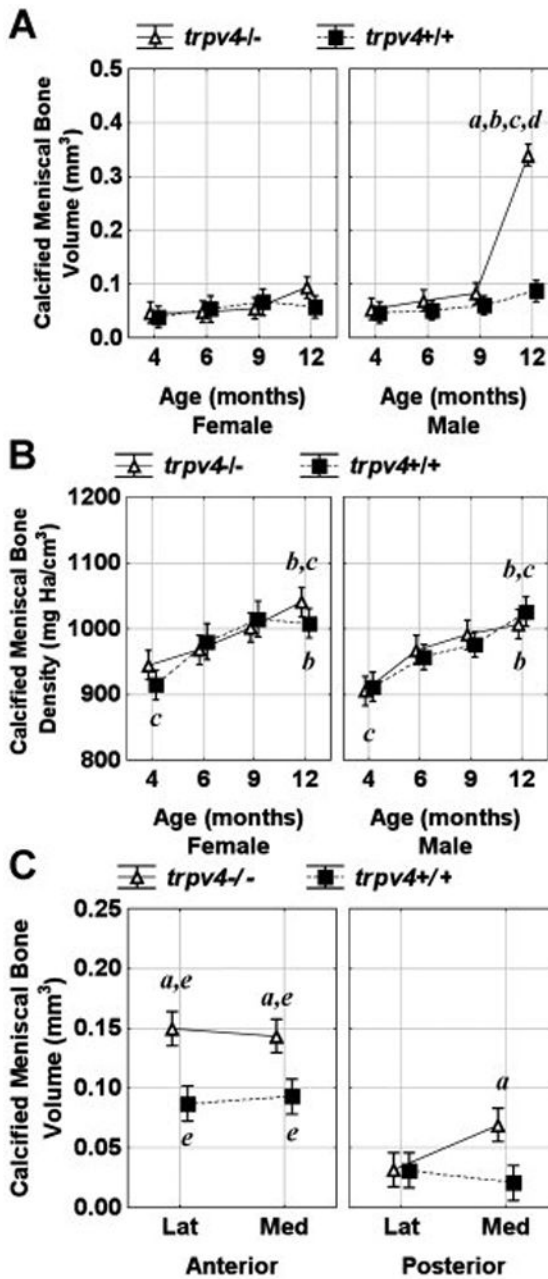 A
trpv4-/- trpv4+/+
Calcified Meniscal Bone
Volume (mm³)
0.5
0.4
0.3
0.2
0.1
0.0
a,b,c,d
4 6 9 12 4 6 9 12
Age (months) Age (months)
Female Male
B
trpv4-/- trpv4+/+
Calcified Meniscal Bone
Density (mg Ha/cm³)
1200
1100
1000
900
800
b,c b,c
b b
c c
4 6 9 12 4 6 9 12
Age (months) Age (months)
Female Male
C
trpv4-/- trpv4+/+
Calcified Meniscal Bone
Volume (mm³)
0.25
0.20
0.15
0.10
0.05
0.00
a,e a,e
e e
a
Lat Med Lat Med
Anterior Posterior